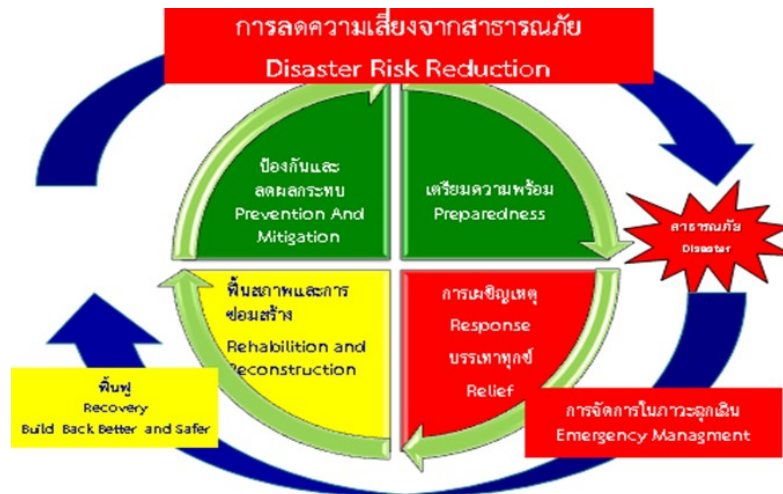 การลดความเสี่ยงจากสาธารณภัย
Disaster Risk Reduction
ป้องกันและ
ลดผลกระทบ
Prevention And
Mitigation
เตรียมความพร้อม
Preparedness
สาธารณภัย
Disaster
ฟื้นสภาพและการ
ซ่อมสร้าง
Rehabilition and
Reconstruction
การเผชิญเหตุ
Response
บรรเทาทุกข์
Relief
ฟื้นฟู
Recovery
Build Back Better and Safer
การจัดการในภาวะฉุกเฉิน
Emergency Managment